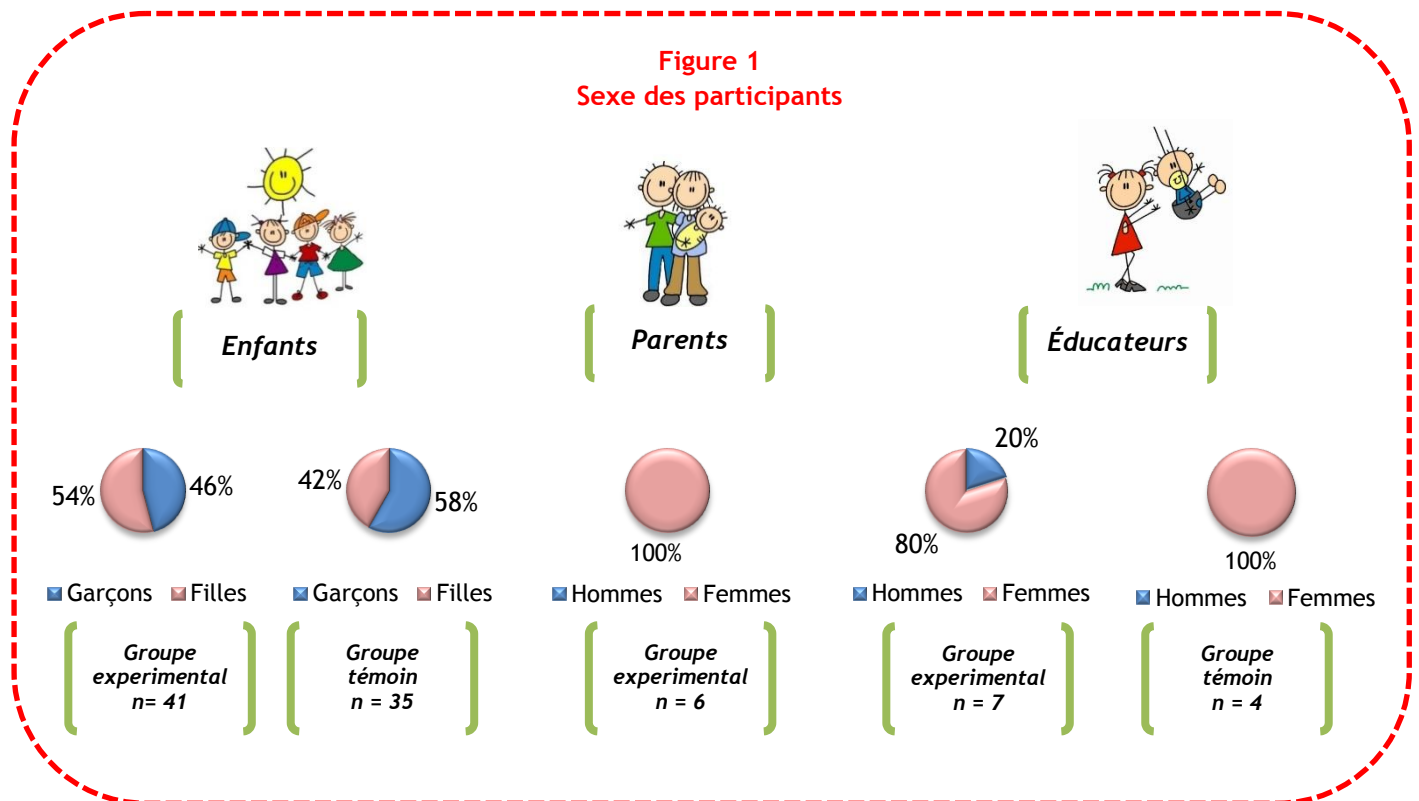 Figure 1
Sexe des participants
Enfants
Parents
Éducateurs
54%
46%
42%
58%
100%
20%
80%
100%
Garçons Filles
Garçons Filles
Hommes Femmes
Hommes Femmes
Hommes Femmes
Groupe
experimental
n= 41
Groupe
témoin
n = 35
Groupe
experimental
n = 6
Groupe
experimental
n = 7
Groupe
témoin
n = 4